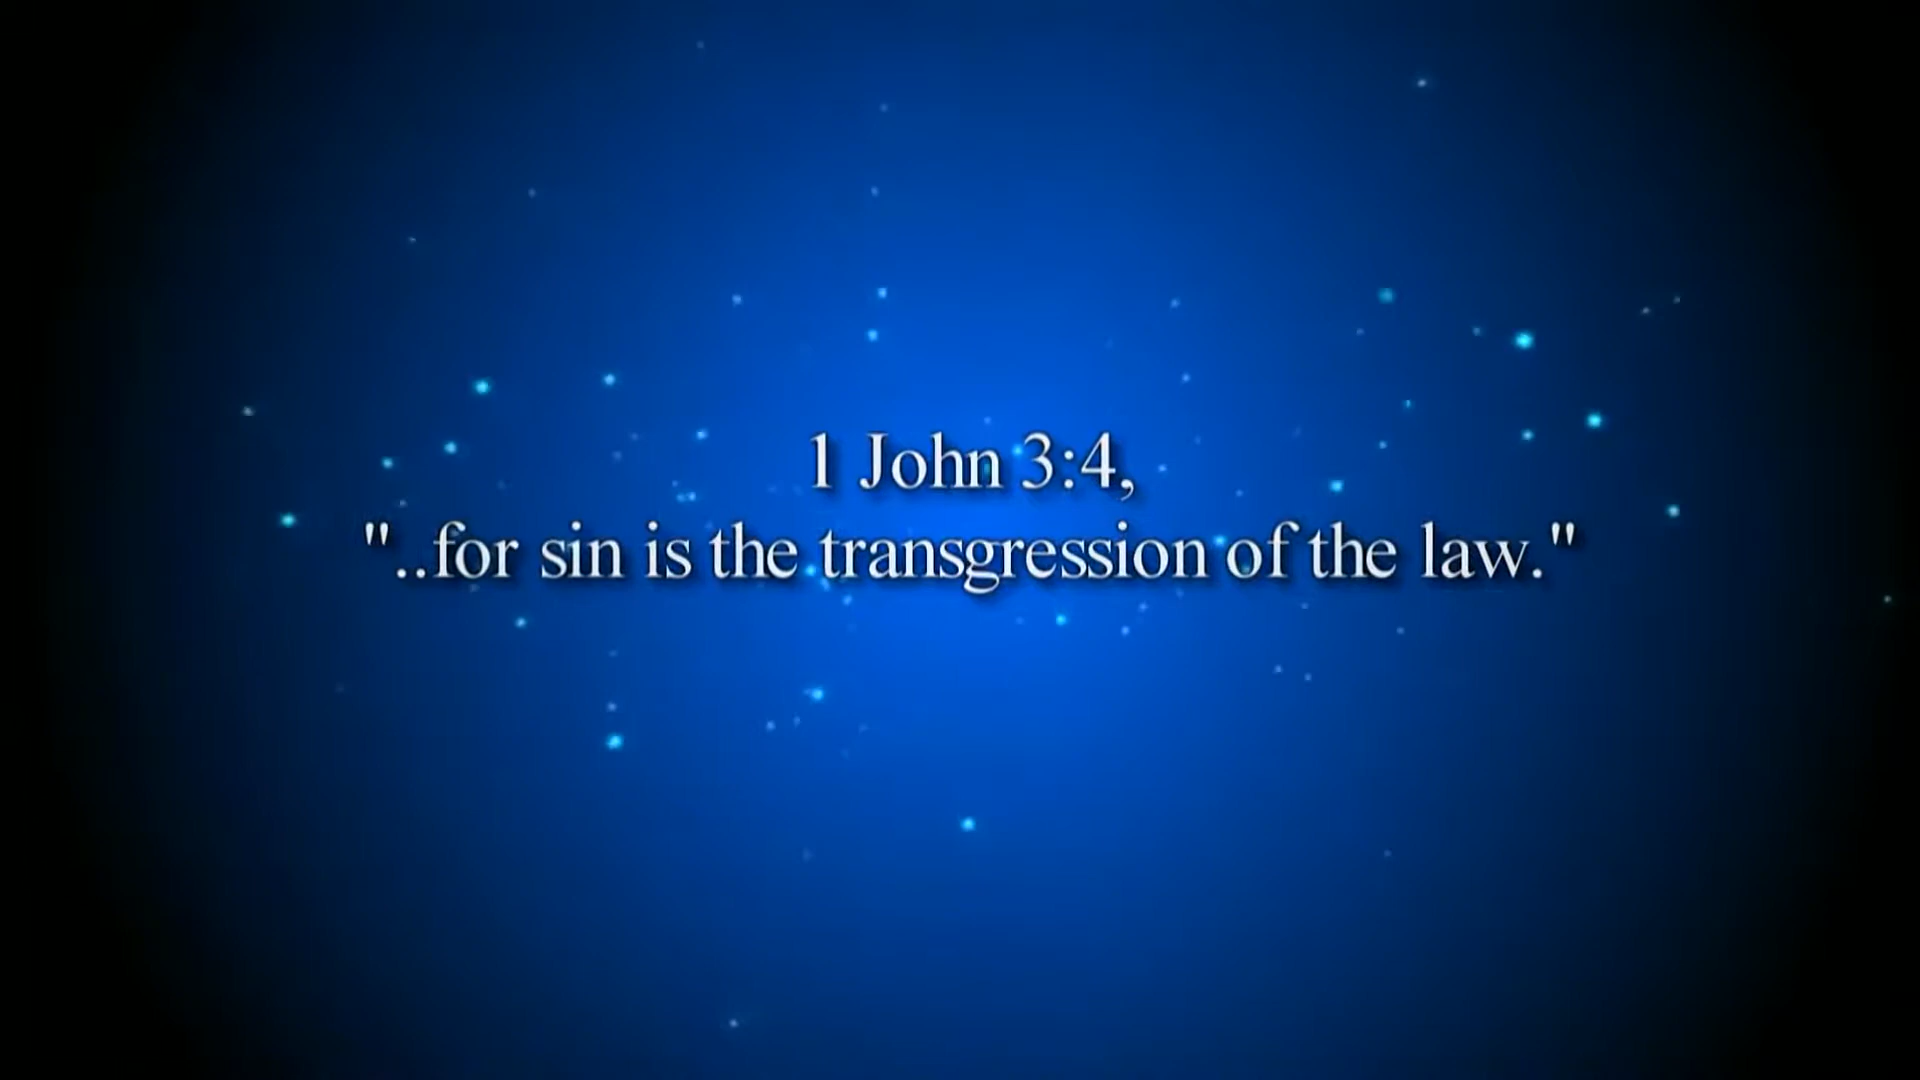 1 John 3:4,
"..for sin is the transgression of the law."